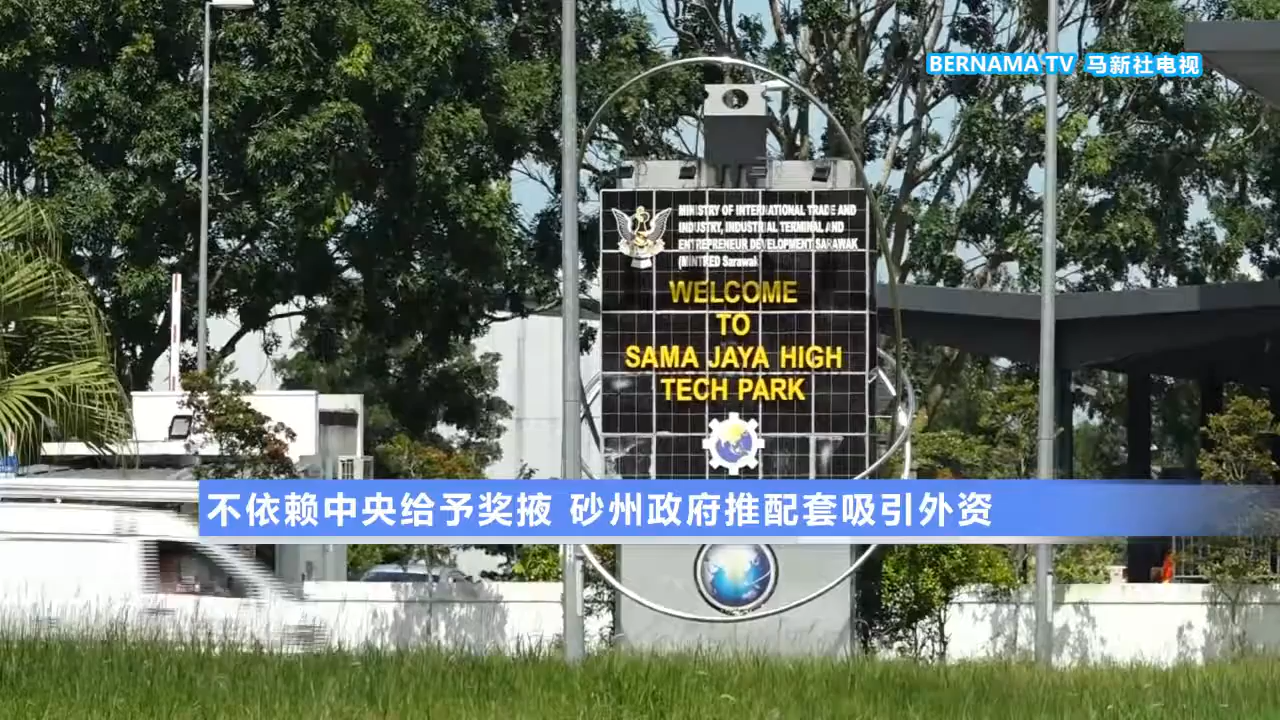 BERNAMA TV 马新社电视
MINISTRY OF INTERNATIONAL TRADE AND
INDUSTRY, INDUSTRIAL TERMINAL AND
ENTREPRENEUR DEVELOPMENT SARAWAK
(MINTRED Sarawak)
WELCOME
TO
SAMA JAYA HIGH
TECH PARK
不依赖中央给予奖掖 砂州政府推配套吸引外资